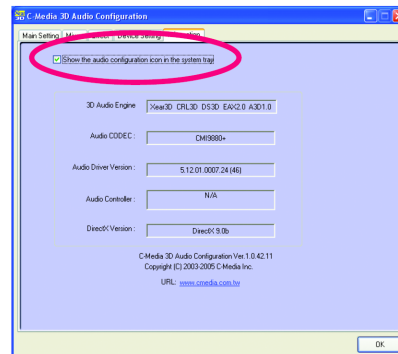 C-Media 3D Audio Configuration
Main Setting
Show the audio configuration icon in the system tray
3D Audio Engine Xear3D CRL3D DS3D EAX2.0 A3D1.0
Audio CODEC : CMI9880+
Audio Driver Version : 5.12.01.0007.24 (46)
Audio Controller : N/A
DirectX Version : DirectX 9.0b
C-Media 3D Audio Configuration Ver.1.0.42.11
Copyright (C) 2003-2005 C-Media Inc.
URL: www.cmedia.com.tw
OK